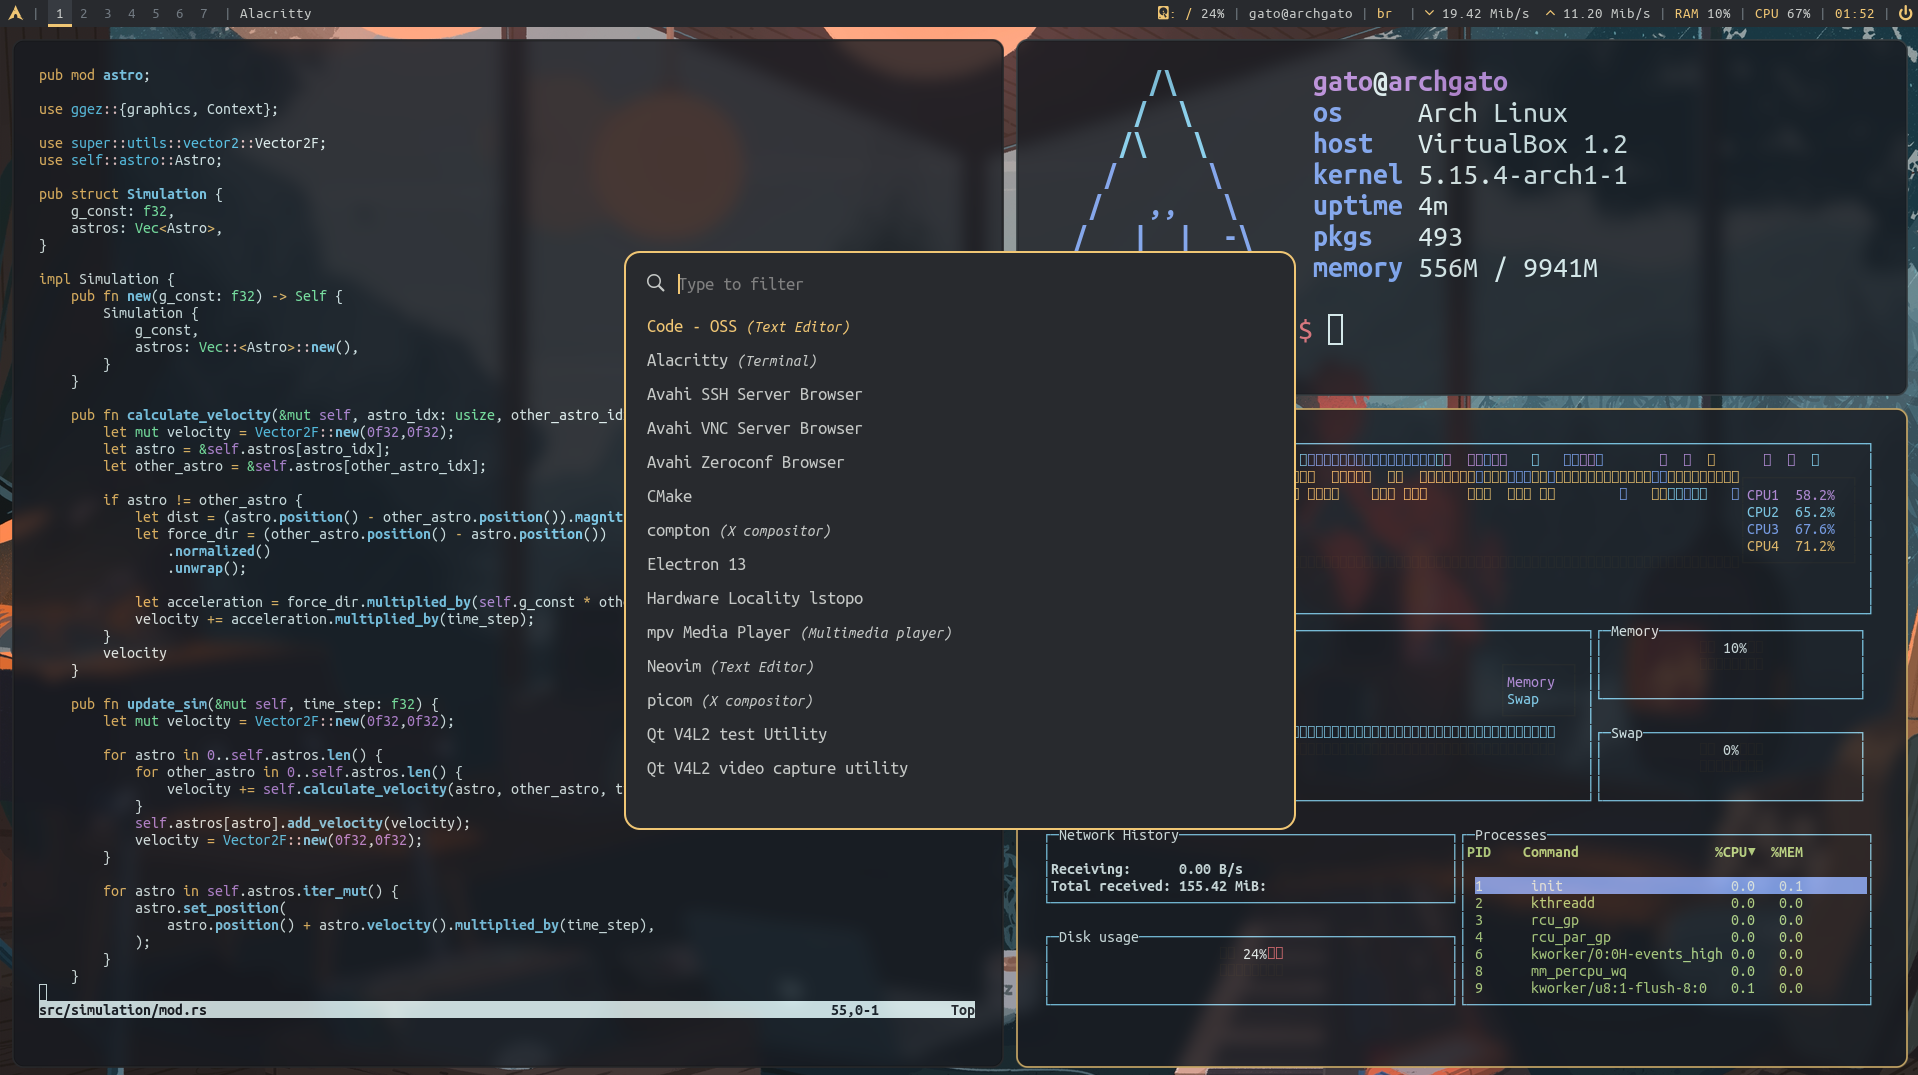 1 2 3 4 5 6 7 | Alacritty
: / 24% | gato@archgato | br | 19.42 Mib/s 11.20 Mib/s | RAM 10% | CPU 67% | 01:52 |
pub mod astro;
use ggez::{graphics, Context};
use super::utils::vector2::Vector2F;
use self::astro::Astro;
pub struct Simulation {
g_const: f32,
astros: Vec<Astro>,
}
impl Simulation {
pub fn new(g_const: f32) -> Self {
Simulation {
g_const,
astros: Vec::<Astro>::new(),
}
}
pub fn calculate_velocity(&mut self, astro_idx: usize, other_astro_id
let mut velocity = Vector2F::new(0f32,0f32);
let astro = &self.astros[astro_idx];
let other_astro = &self.astros[other_astro_idx];
if astro != other_astro {
let dist = (astro.position() - other_astro.position()).magnit
let force_dir = (other_astro.position() - astro.position())
.normalized()
.unwrap();
let acceleration = force_dir.multiplied_by(self.g_const * oth
velocity += acceleration.multiplied_by(time_step);
}
velocity
}
pub fn update_sim(&mut self, time_step: f32) {
let mut velocity = Vector2F::new(0f32,0f32);
for astro in 0..self.astros.len() {
for other_astro in 0..self.astros.len() {
velocity += self.calculate_velocity(astro, other_astro, t
}
self.astros[astro].add_velocity(velocity);
velocity = Vector2F::new(0f32,0f32);
}
for astro in self.astros.iter_mut() {
astro.set_position(
astro.position() + astro.velocity().multiplied_by(time_step),
);
}
}
src/simulation/mod.rs 55,0-1 Top
Type to filter
Code - OSS (Text Editor)
Alacritty (Terminal)
Avahi SSH Server Browser
Avahi VNC Server Browser
Avahi Zeroconf Browser
CMake
compton (X compositor)
Electron 13
Hardware Locality lstopo
mpv Media Player (Multimedia player)
Neovim (Text Editor)
picom (X compositor)
Qt V4L2 test Utility
Qt V4L2 video capture utility
gato@archgato
os Arch Linux
host VirtualBox 1.2
kernel 5.15.4-arch1-1
uptime 4m
pkgs 493
memory 556M / 9941M
$
CPU1 58.2%
CPU2 65.2%
CPU3 67.6%
CPU4 71.2%
Memory
Swap
Memory
10%
Swap
0%
Network History
Receiving: 0.00 B/s
Total received: 155.42 MiB:
Disk usage
24%
Processes
PID Command %CPU▼ %MEM
1 init 0.0 0.1
2 kthreadd 0.0 0.0
3 rcu_gp 0.0 0.0
4 rcu_par_gp 0.0 0.0
6 kworker/0:0H-events_high 0.0 0.0
8 mm_percpu_wq 0.0 0.0
9 kworker/u8:1-flush-8:0 0.1 0.0